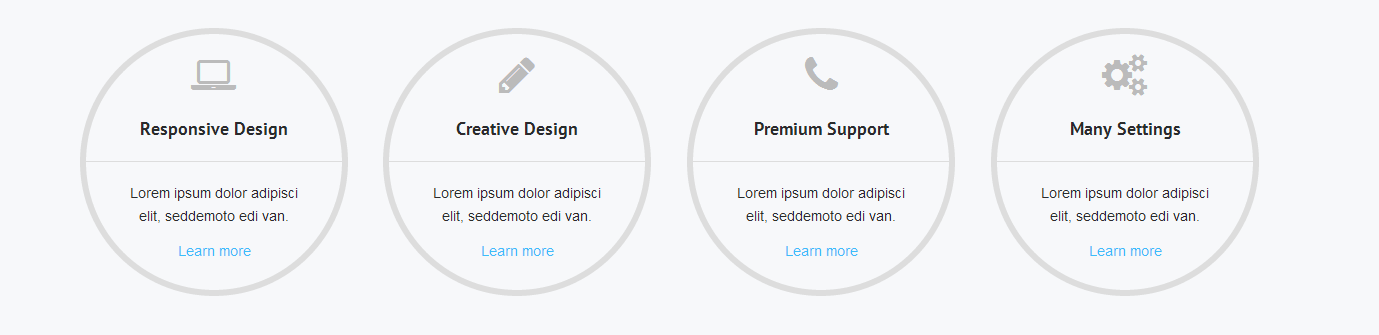 Responsive Design
Lorem ipsum dolor adipisci
elit, seddemoto edi van.
Learn more
Creative Design
Lorem ipsum dolor adipisci
elit, seddemoto edi van.
Learn more
Premium Support
Lorem ipsum dolor adipisci
elit, seddemoto edi van.
Learn more
Many Settings
Lorem ipsum dolor adipisci
elit, seddemoto edi van.
Learn more